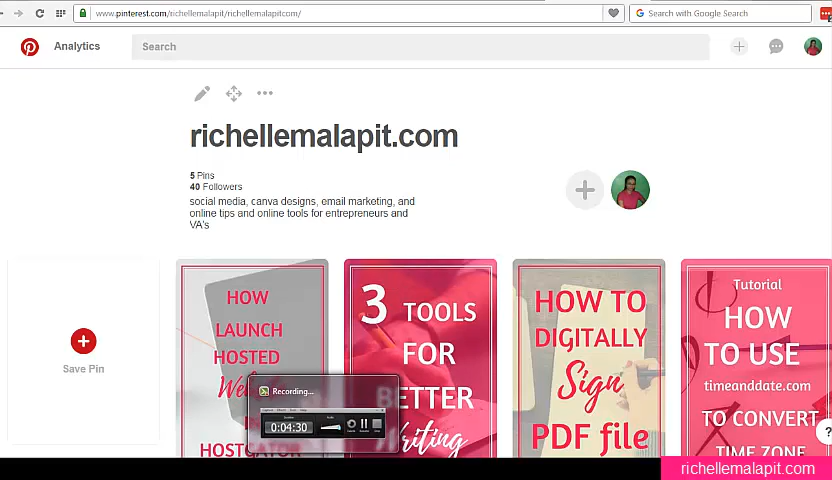 www.pinterest.com/richellemalapit/richellemalapitcom/
Search with Google Search
Analytics
Search
richellemalapit.com
5 Pins
40 Followers
social media, canva designs, email marketing, and
online tips and online tools for entrepreneurs and
VA's
Save Pin
HOW
LAUNCH
HOSTED
HOSTGATOR
3 TOOLS
FOR
BETTER
Writing
HOW TO
DIGITALLY
Sign
PDF file
Tutorial
HOW
TO USE
timeanddate.com
TO CONVERT
TIME ZONE
Recording...
0:04:30
?
richellemalapit.com